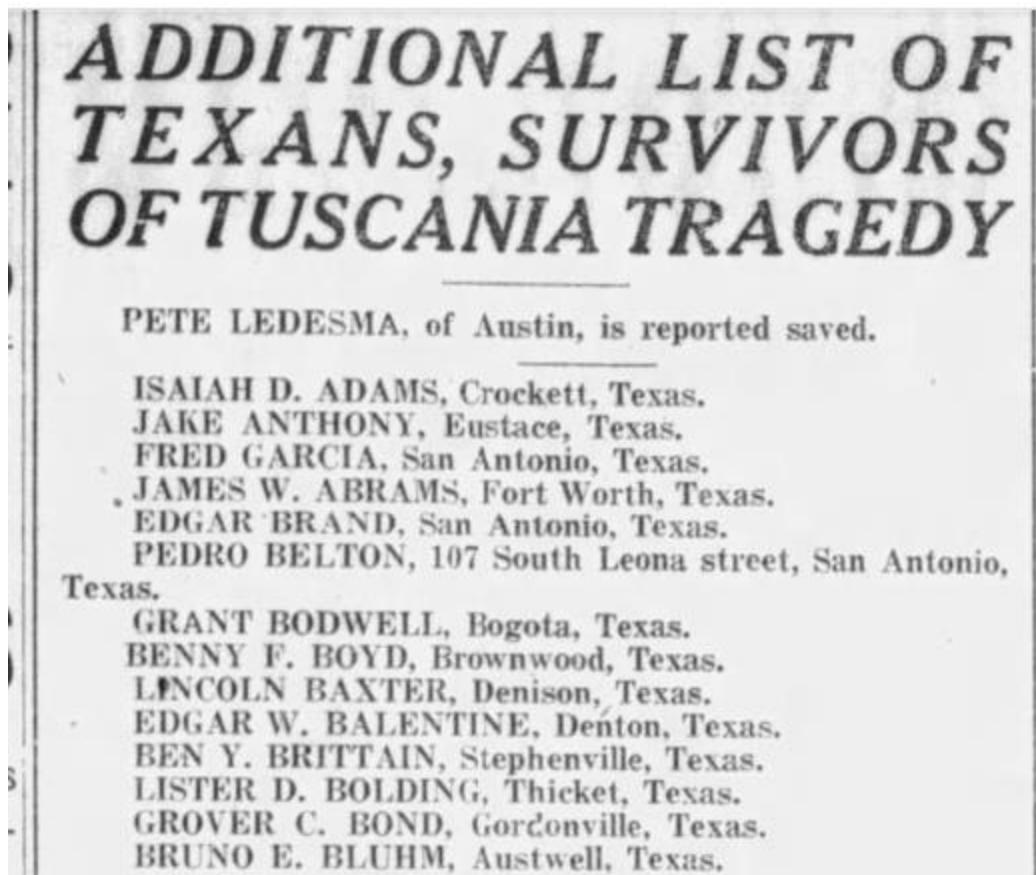 ADDITIONAL LIST OF
TEXANS, SURVIVORS
OF TUSCANIA TRAGEDY
PETE LEDESMA, of Austin, is reported saved.
ISAIAH D. ADAMS, Crockett, Texas.
JAKE ANTHONY, Eustace, Texas.
FRED GARCIA, San Antonio, Texas.
JAMES W. ABRAMS, Fort Worth, Texas.
EDGAR BRAND, San Antonio, Texas.
PEDRO BELTON, 107 South Leona street, San Antonio,
Texas.
GRANT BODWELL, Bogota, Texas.
BENNY F. BOYD, Brownwood, Texas.
LINCOLN BAXTER, Denison, Texas.
EDGAR W. BALENTINE, Denton, Texas.
BEN Y. BRITTAIN, Stephenville, Texas.
LISTER D. BOLDING, Thicket, Texas.
GROVER C. BOND, Gordonville, Texas.
BRUNO E. BLUHM, Austwell, Texas.